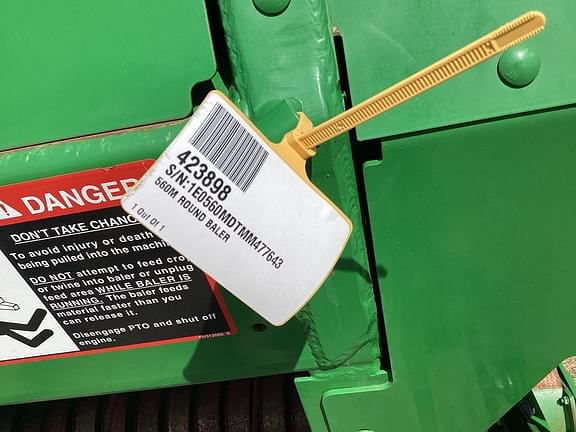 423898
S/N:1E0560MDTMM477643
560M ROUND BALER
1 Out Of 1
DANGER
DON'T TAKE CHANC
To avoid injury or death
being pulled into the machin
DO NOT attempt to feed cro
or twine into baler or unplug
feed area WHILE BALER IS
RUNNING. The baler feeds
material faster than you
can release it.
Disengage PTO and shut off
engine.